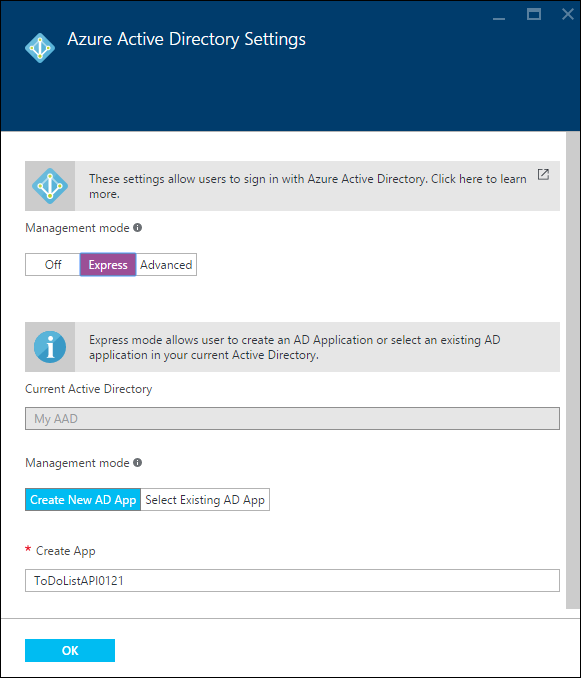 Azure Active Directory Settings
These settings allow users to sign in with Azure Active Directory. Click here to learn
more.
Management mode
Off Express Advanced
Express mode allows user to create an AD Application or select an existing AD
application in your current Active Directory.
Current Active Directory
My AAD
Management mode
Create New AD App Select Existing AD App
* Create App
ToDoListAPI0121
OK